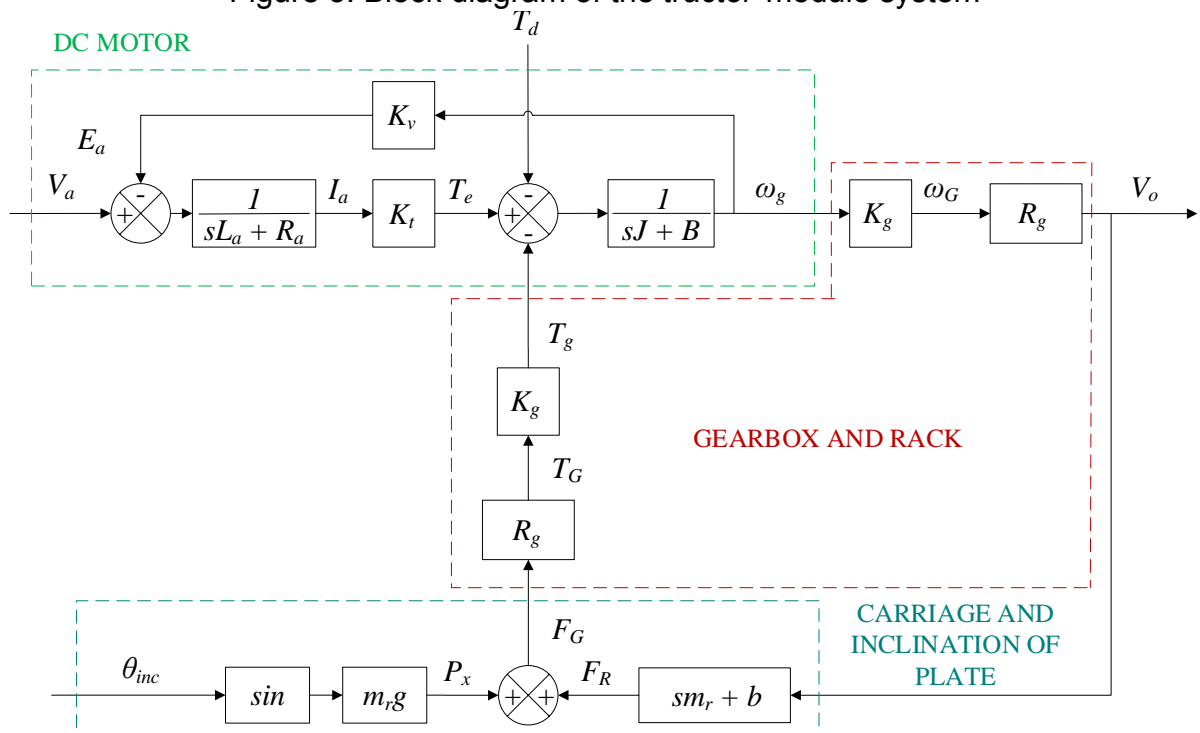 Figure 3: Block diagram of the tractor module system
T_d
DC MOTOR
K_v
E_a
V_a
-
+
1
sL_a + R_a
I_a
K_t
T_e
-
+
-
1
sJ + B
ω_g
K_g
ω_G
R_g
V_o
T_g
K_g
GEARBOX AND RACK
T_G
R_g
CARRIAGE AND
INCLINATION OF
PLATE
F_G
θ_inc
sin
m_rg
P_x
+
+
F_R
sm_r + b